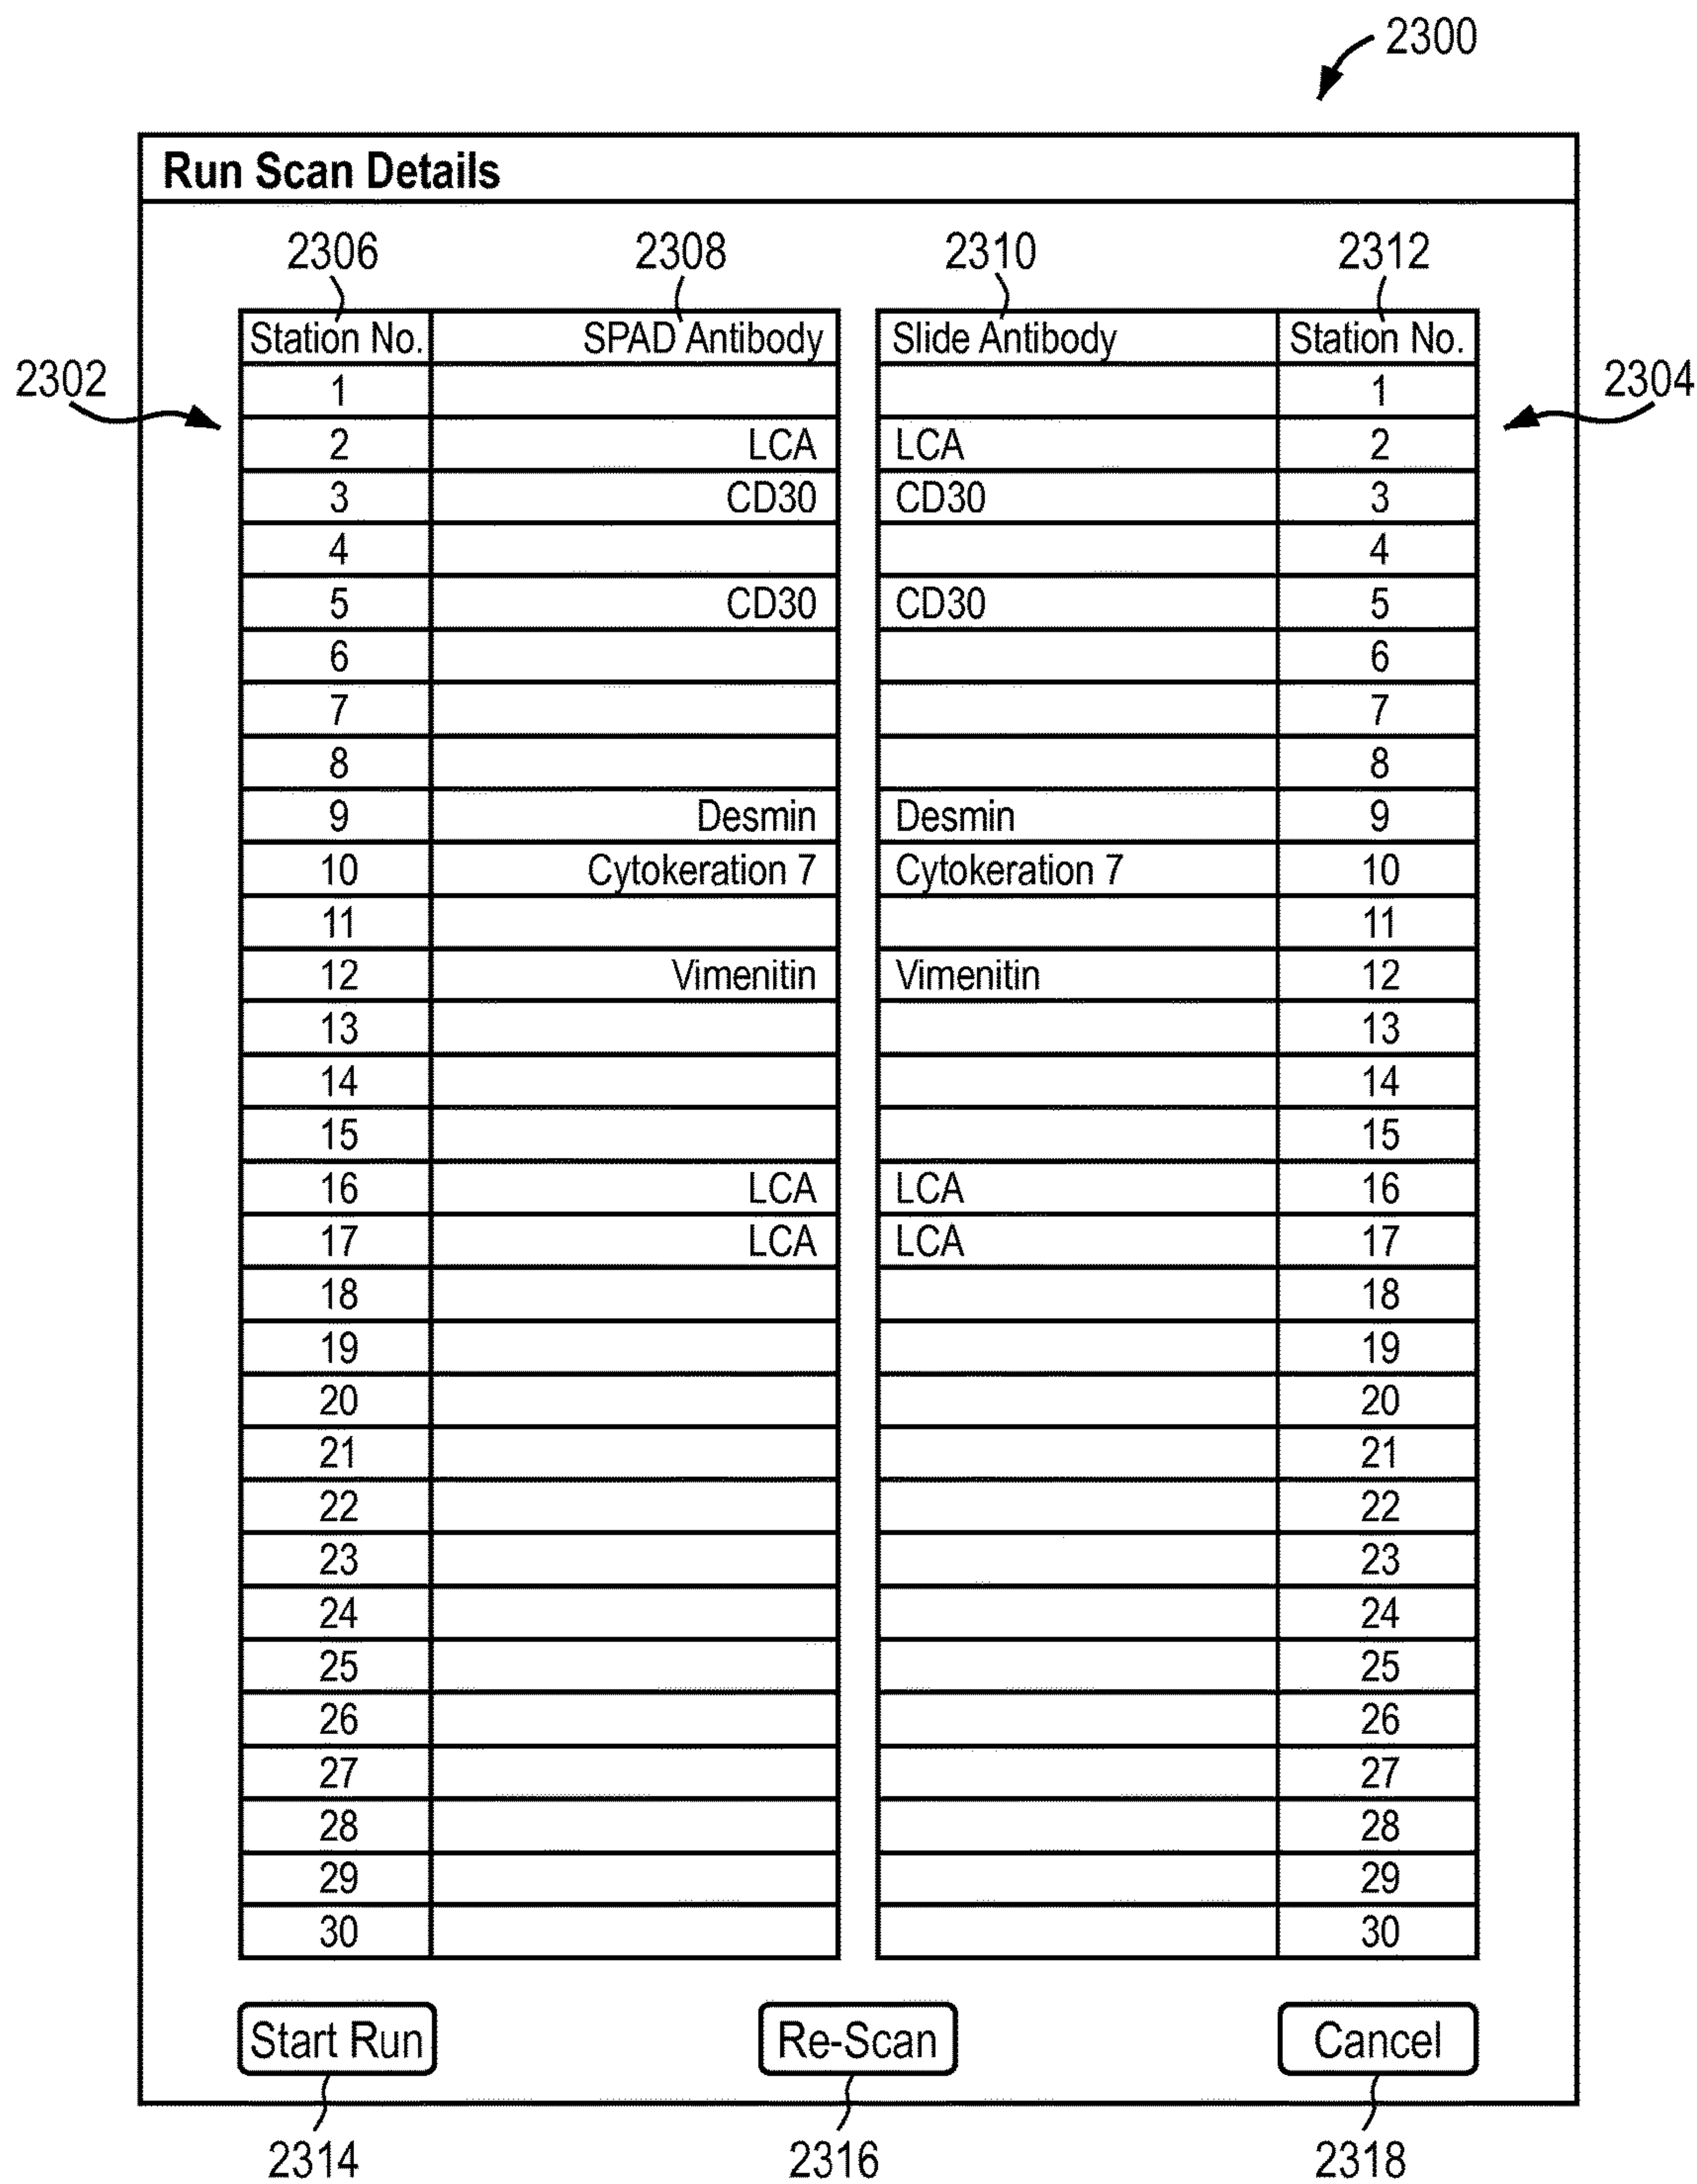 2300
Run Scan Details
2306 2308 2310 2312
Station No. SPAD Antibody Slide Antibody Station No.
2302 1 1 2304
2 LCA LCA 2
3 CD30 CD30 3
4 4
5 CD30 CD30 5
6 6
7 7
8 8
9 Desmin Desmin 9
10 Cytokeration 7 Cytokeration 7 10
11 11
12 Vimenitin Vimenitin 12
13 13
14 14
15 15
16 LCA LCA 16
17 LCA LCA 17
18 18
19 19
20 20
21 21
22 22
23 23
24 24
25 25
26 26
27 27
28 28
29 29
30 30
Start Run Re-Scan Cancel
2314 2316 2318